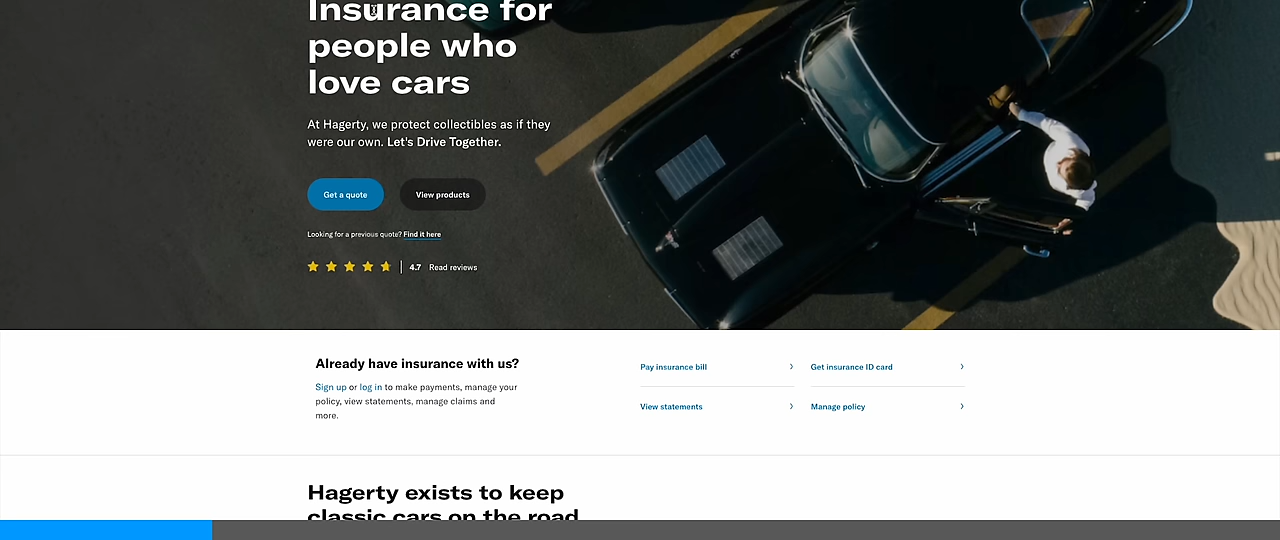 Insurance for
people who
love cars
At Hagerty, we protect collectibles as if they
were our own. Let's Drive Together.
Get a quote
View products
Looking for a previous quote? Find it here
4.7 Read reviews
Already have insurance with us?
Sign up or log in to make payments, manage your
policy, view statements, manage claims and
more.
Pay insurance bill
Get insurance ID card
View statements
Manage policy
Hagerty exists to keep
classic cars on the road